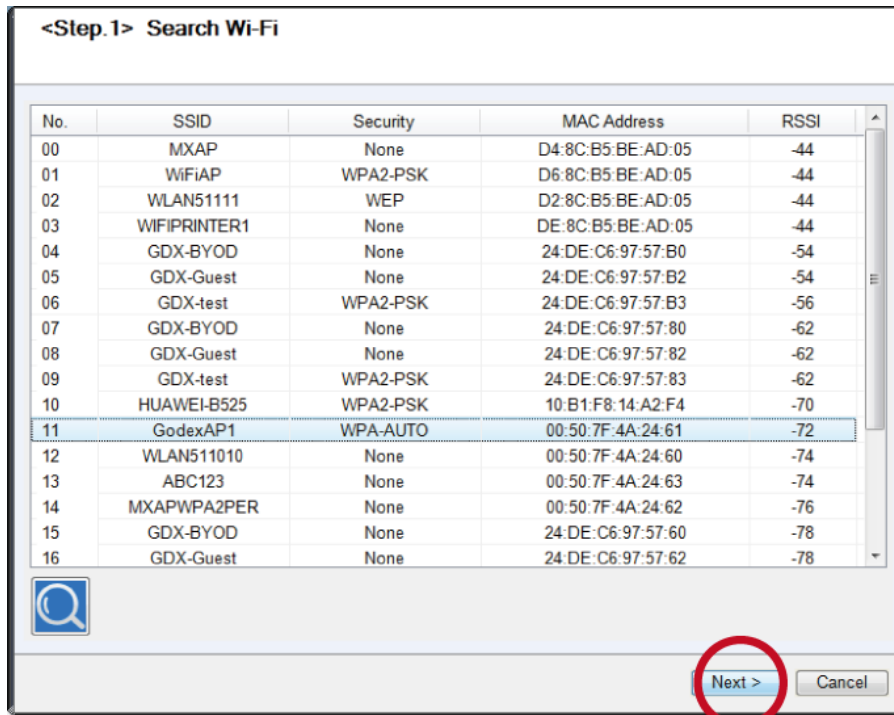 <Step.1> Search Wi-Fi
No. SSID Security MAC Address RSSI
00 MXAP None D4:8C:B5:BE:AD:05 -44
01 WiFiAP WPA2-PSK D6:8C:B5:BE:AD:05 -44
02 WLAN51111 WEP D2:8C:B5:BE:AD:05 -44
03 WIFIPRINTER1 None DE:8C:B5:BE:AD:05 -44
04 GDX-BYOD None 24:DE:C6:97:57:B0 -54
05 GDX-Guest None 24:DE:C6:97:57:B2 -54
06 GDX-test WPA2-PSK 24:DE:C6:97:57:B3 -56
07 GDX-BYOD None 24:DE:C6:97:57:80 -62
08 GDX-Guest None 24:DE:C6:97:57:82 -62
09 GDX-test WPA2-PSK 24:DE:C6:97:57:83 -62
10 HUAWEI-B525 WPA2-PSK 10:B1:F8:14:A2:F4 -70
11 GodexAP1 WPA-AUTO 00:50:7F:4A:24:61 -72
12 WLAN511010 None 00:50:7F:4A:24:60 -74
13 ABC123 None 00:50:7F:4A:24:63 -74
14 MXAPWPA2PER None 00:50:7F:4A:24:62 -76
15 GDX-BYOD None 24:DE:C6:97:57:60 -78
16 GDX-Guest None 24:DE:C6:97:57:62 -78
Next > Cancel